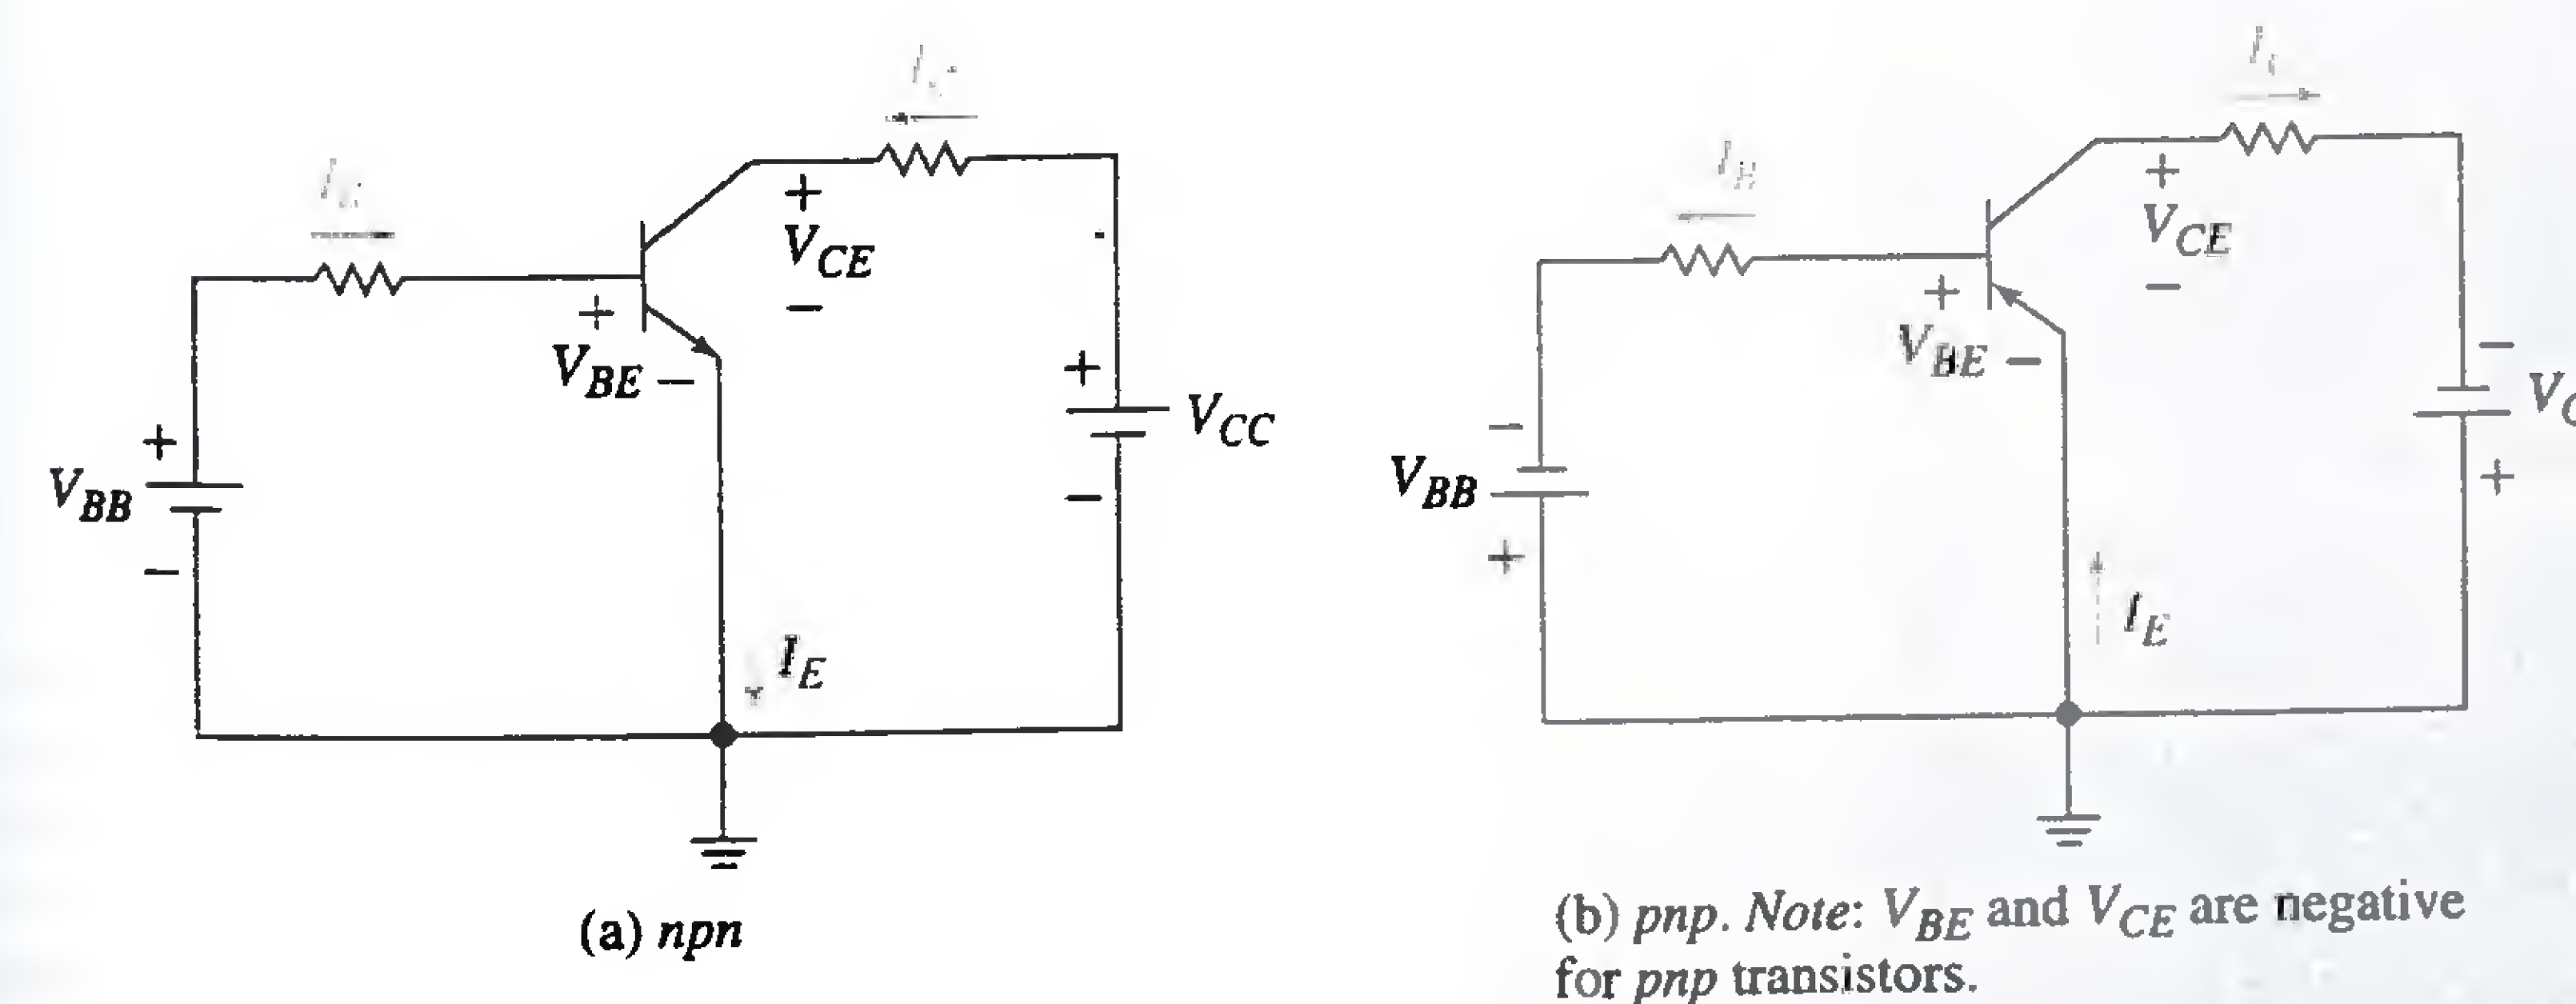 I_B
+
V_CE
−
+
V_BE −
+
V_BB
−
+
V_CC
−
I_E
(a) npn
I_B
+
V_CE
−
+
V_BE −
−
V_BB
+
−
+
I_E
(b) pnp. Note: V_BE and V_CE are negative
for pnp transistors.